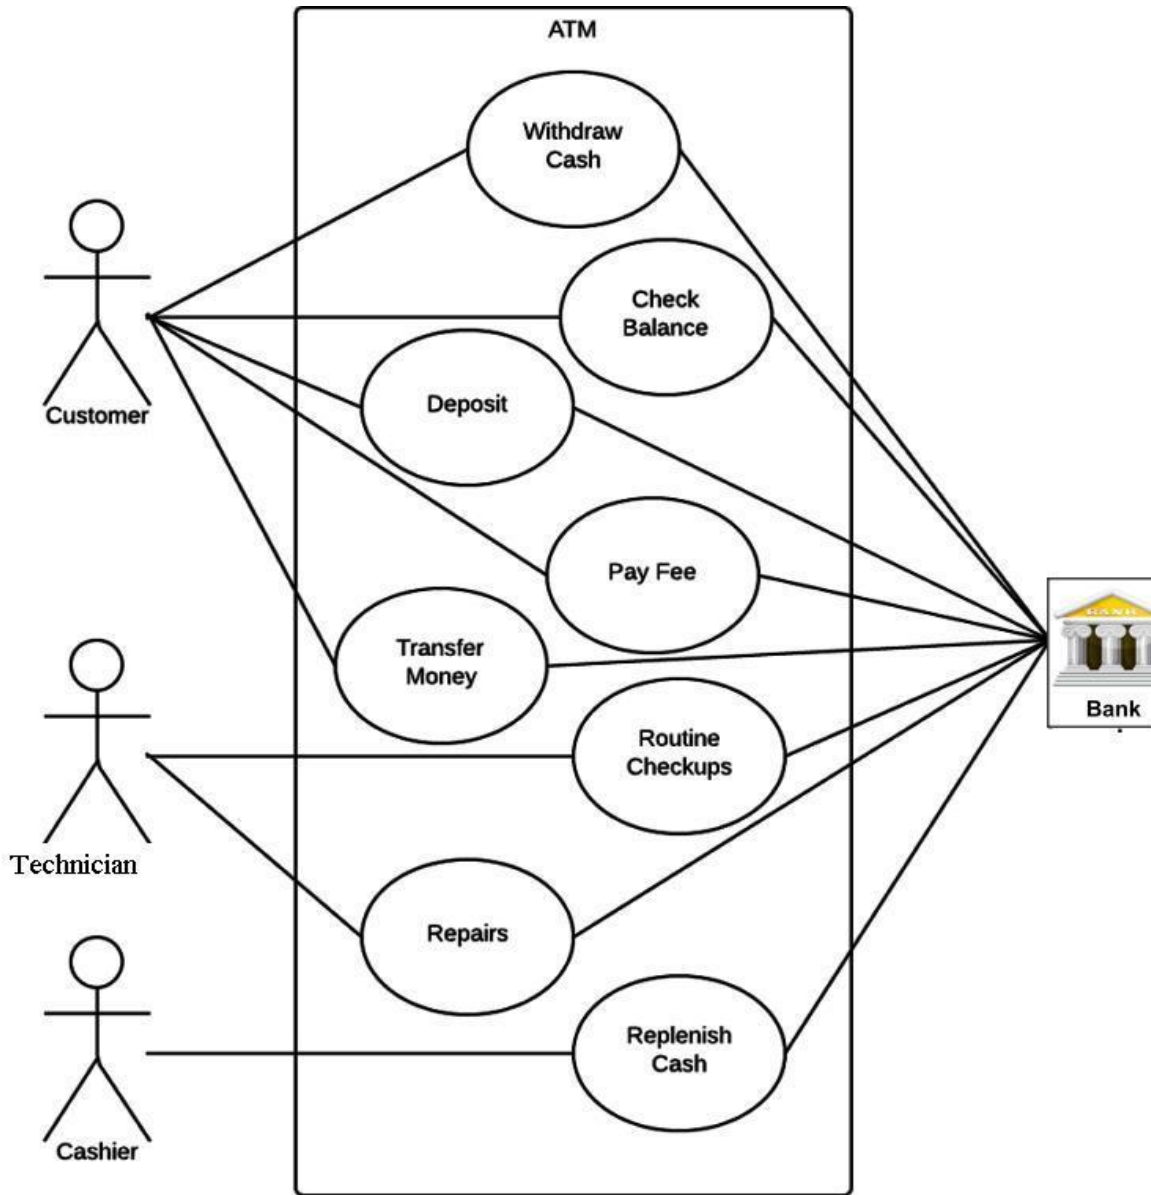 ATM
Withdraw
Cash
Check
Balance
Customer
Deposit
Pay Fee
BANK
Transfer
Money
Bank
Routine
Checkups
Technician
Repairs
Replenish
Cash
Cashier